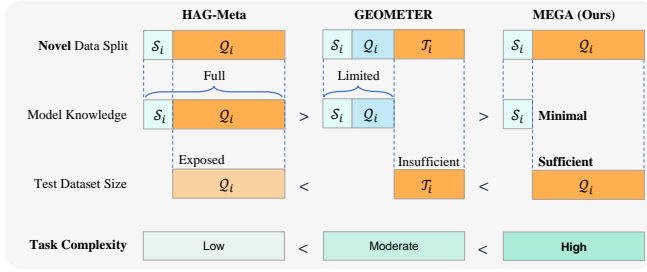 HAG-Meta GEOMETER MEGA (Ours)
Novel Data Split 𝒮ᵢ 𝒬ᵢ 𝒮ᵢ 𝒬ᵢ 𝒯ᵢ 𝒮ᵢ 𝒬ᵢ
Full Limited
Model Knowledge 𝒮ᵢ 𝒬ᵢ > 𝒮ᵢ 𝒬ᵢ > 𝒮ᵢ Minimal
Exposed Insufficient Sufficient
Test Dataset Size 𝒬ᵢ < 𝒯ᵢ < 𝒬ᵢ
Task Complexity Low < Moderate < High